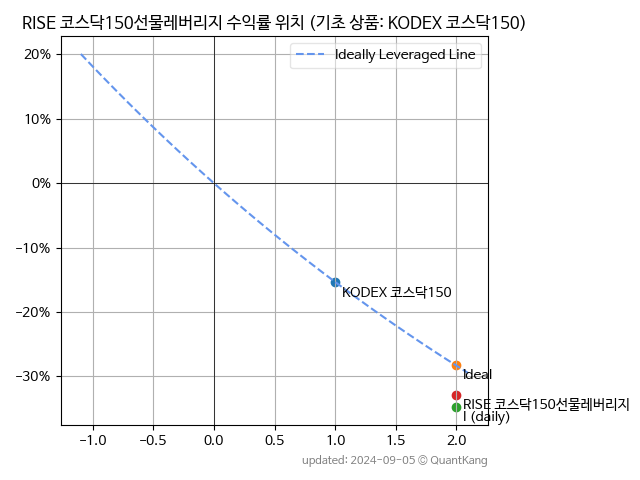 RISE 코스닥150선물레버리지 수익률 위치 (기초 상품: KODEX 코스닥150)
Ideally Leveraged Line
20%
10%
0%
−10%
−20%
−30%
KODEX 코스닥150
Ideal
RISE 코스닥150선물레버리지
I (daily)
−1.0 −0.5 0.0 0.5 1.0 1.5 2.0
updated: 2024-09-05 © QuantKang